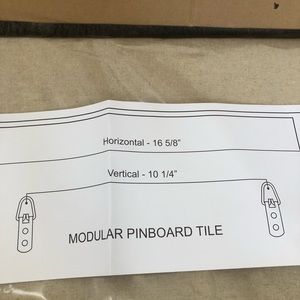 Horizontal - 16 5/8"
Vertical - 10 1/4"
MODULAR PINBOARD TILE